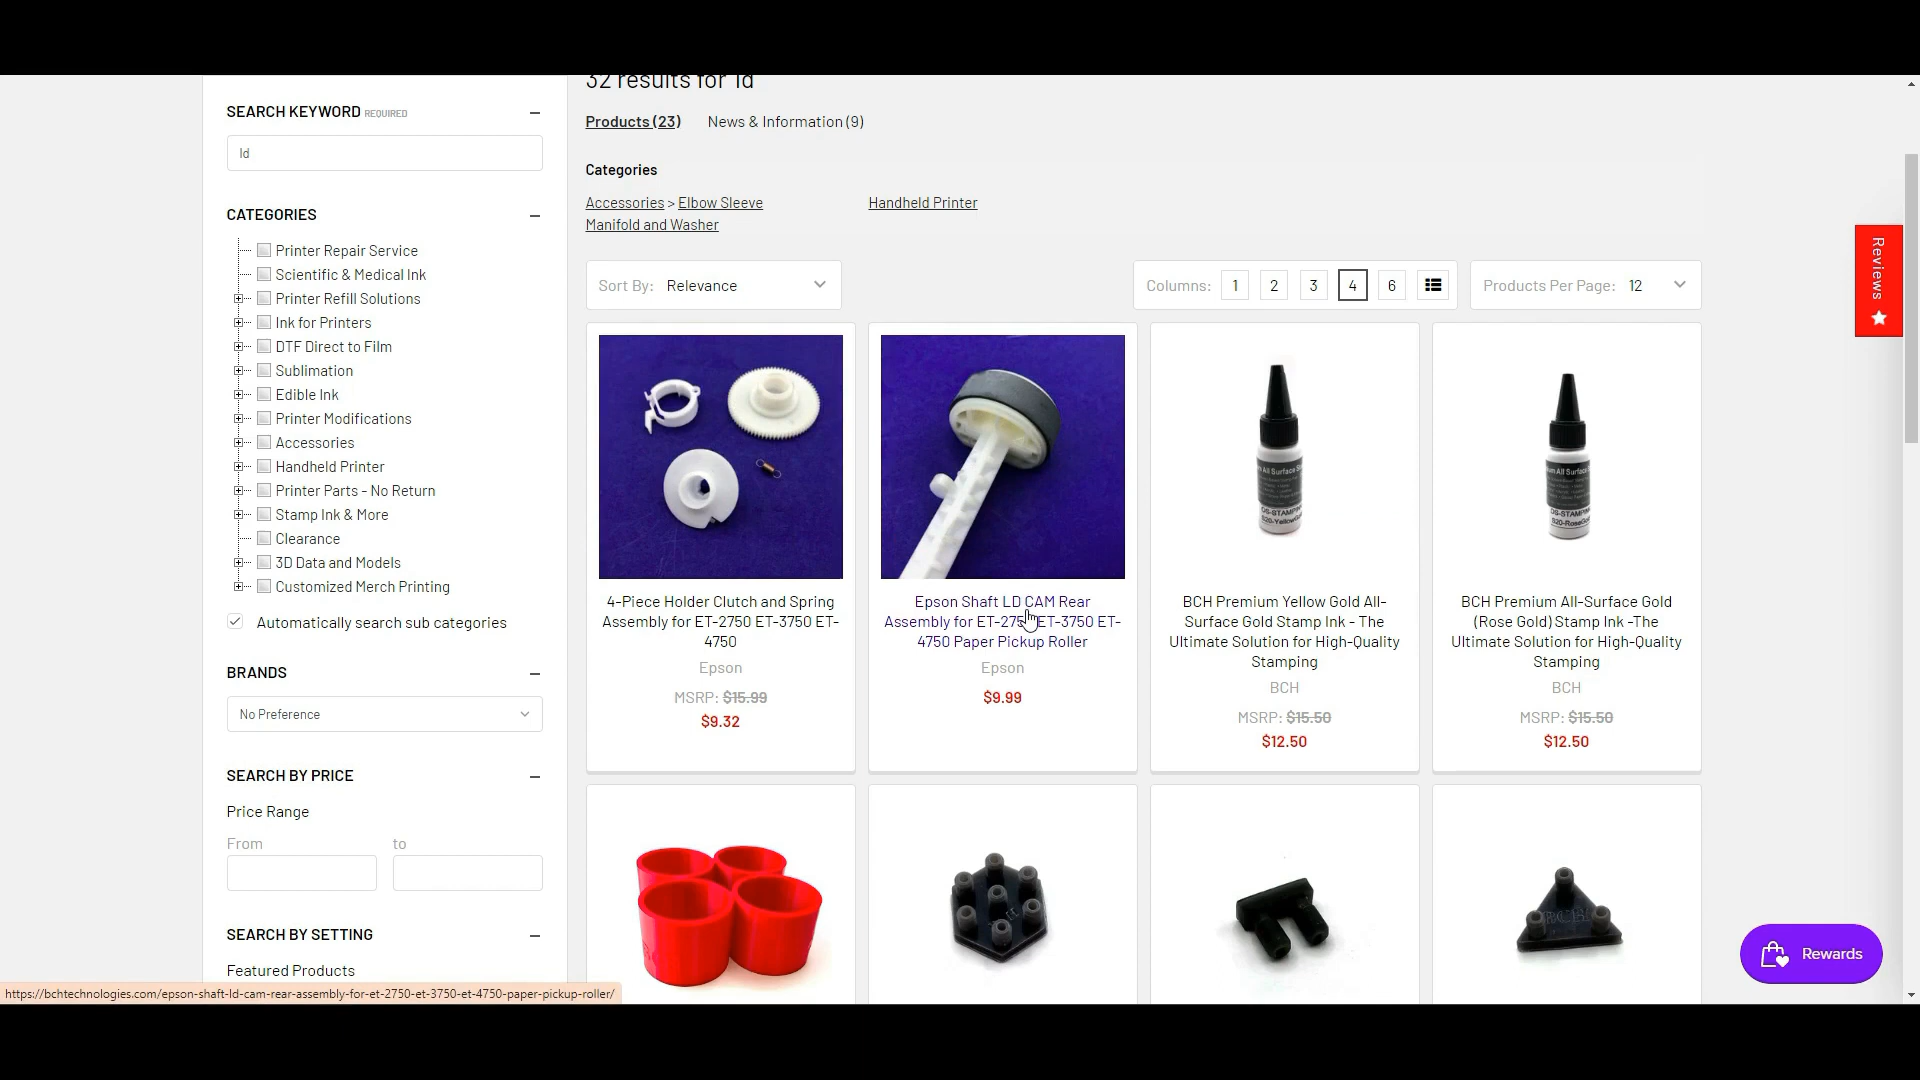 32 results for 'ld'
SEARCH KEYWORD REQUIRED
ld
CATEGORIES
Printer Repair Service
Scientific & Medical Ink
Printer Refill Solutions
Ink for Printers
DTF Direct to Film
Sublimation
Edible Ink
Printer Modifications
Accessories
Handheld Printer
Printer Parts - No Return
Stamp Ink & More
Clearance
3D Data and Models
Customized Merch Printing
Automatically search sub categories
BRANDS
No Preference
SEARCH BY PRICE
Price Range
From to
SEARCH BY SETTING
Featured Products
Products (23) News & Information (9)
Categories
Accessories > Elbow Sleeve
Manifold and Washer
Handheld Printer
Sort By: Relevance
Columns: 1 2 3 4 6
Products Per Page: 12
4-Piece Holder Clutch and Spring
Assembly for ET-2750 ET-3750 ET-
4750
Epson
MSRP: $15.99
$9.32
Epson Shaft LD CAM Rear
Assembly for ET-2750 ET-3750 ET-
4750 Paper Pickup Roller
Epson
$9.99
BCH Premium Yellow Gold All-
Surface Gold Stamp Ink - The
Ultimate Solution for High-Quality
Stamping
BCH
MSRP: $15.50
$12.50
BCH Premium All-Surface Gold
(Rose Gold) Stamp Ink -The
Ultimate Solution for High-Quality
Stamping
BCH
MSRP: $15.50
$12.50
Reviews
Rewards
https://bchtechnologies.com/epson-shaft-ld-cam-rear-assembly-for-et-2750-et-3750-et-4750-paper-pickup-roller/